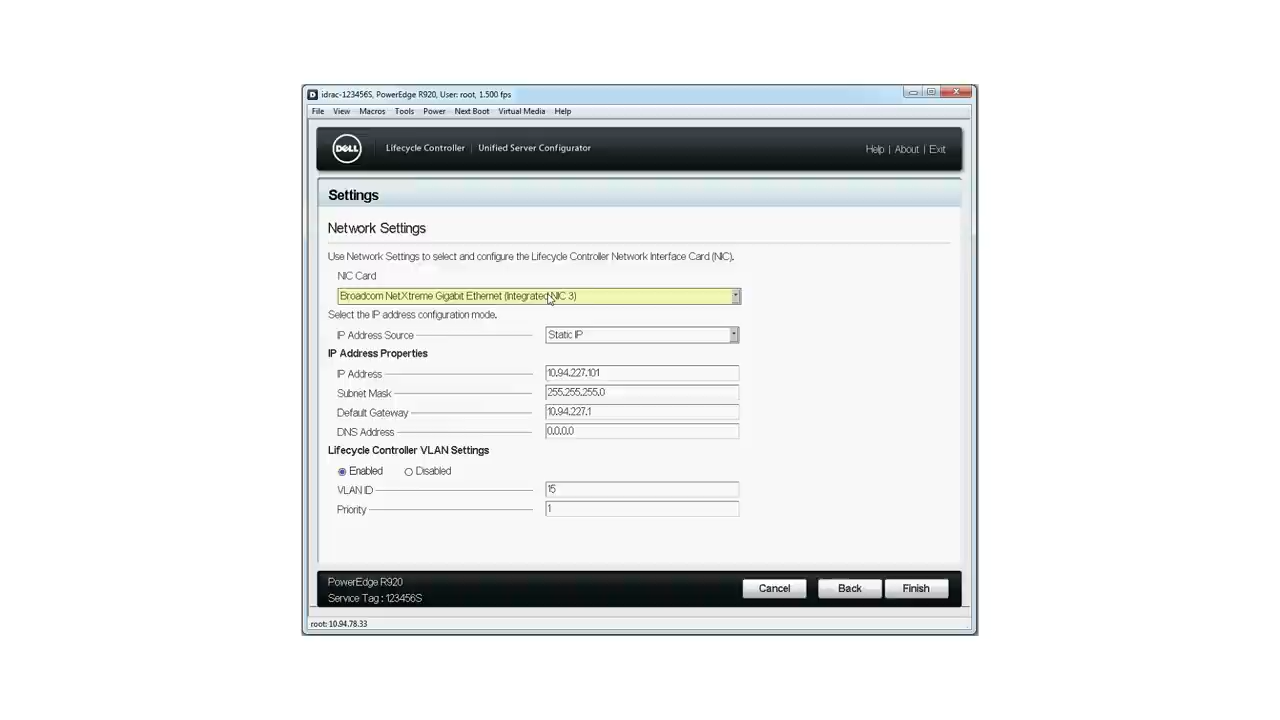 idrac-123456S, PowerEdge R920, User: root, 1.500 fps
File View Macros Tools Power Next Boot Virtual Media Help
DELL Lifecycle Controller | Unified Server Configurator Help | About | Exit
Settings
Network Settings
Use Network Settings to select and configure the Lifecycle Controller Network Interface Card (NIC).
NIC Card
Broadcom NetXtreme Gigabit Ethernet (Integrated NIC 3)
Select the IP address configuration mode.
IP Address Source Static IP
IP Address Properties
IP Address 10.94.227.101
Subnet Mask 255.255.255.0
Default Gateway 10.94.227.1
DNS Address 0.0.0.0
Lifecycle Controller VLAN Settings
Enabled Disabled
VLAN ID 15
Priority 1
PowerEdge R920
Service Tag : 123456S
Cancel Back Finish
root: 10.94.78.33